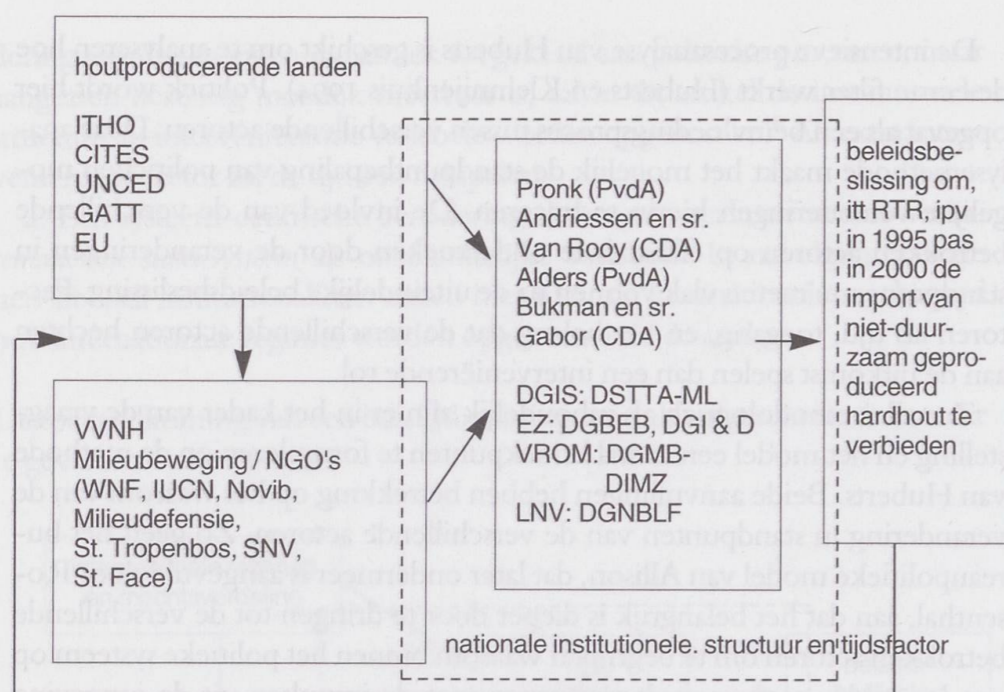 houtproducerende landen
ITHO
CITES
UNCED
GATT
EU
VVNH
Milieubeweging / NGO's
(WNF, IUCN, Novib,
Milieudefensie,
St. Tropenbos, SNV,
St. Face)
Pronk (PvdA)
Andriessen en sr.
Van Rooy (CDA)
Alders (PvdA)
Bukman en sr.
Gabor (CDA)
DGIS: DSTTA-ML
EZ: DGBEB, DGI & D
VROM: DGMB-
DIMZ
LNV: DGNBLF
nationale institutionele. structuur en tijdsfactor
beleidsbe-
slissing om,
itt RTR, ipv
in 1995 pas
in 2000 de
import van
niet-duur-
zaam gepro-
duceerd
hardhout te
verbieden